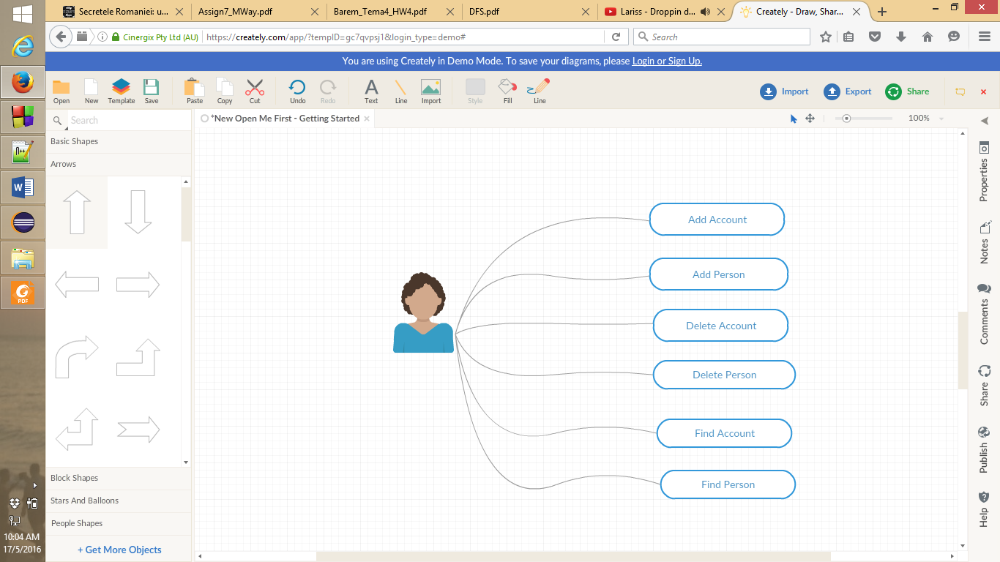 Secretele Romaniei: u...
Assign7_MWay.pdf
Barem_Tema4_HW4.pdf
DFS.pdf
Lariss - Droppin d...
Creately - Draw, Shar...
Cinergix Pty Ltd (AU)
https://creately.com/app/?tempID=gc7qvpsj1&login_type=demo#
Search
You are using Creately in Demo Mode. To save your diagrams, please Login or Sign Up.
Open
New
Template
Save
Paste
Copy
Cut
Undo
Redo
Text
Line
Import
Style
Fill
Line
Import
Export
Share
Search
*New Open Me First - Getting Started
100%
Basic Shapes
Arrows
Block Shapes
Stars And Balloons
People Shapes
+ Get More Objects
Add Account
Add Person
Delete Account
Delete Person
Find Account
Find Person
Properties
Notes
Comments
Share
Publish
Help
PDF
10:04 AM
17/5/2016